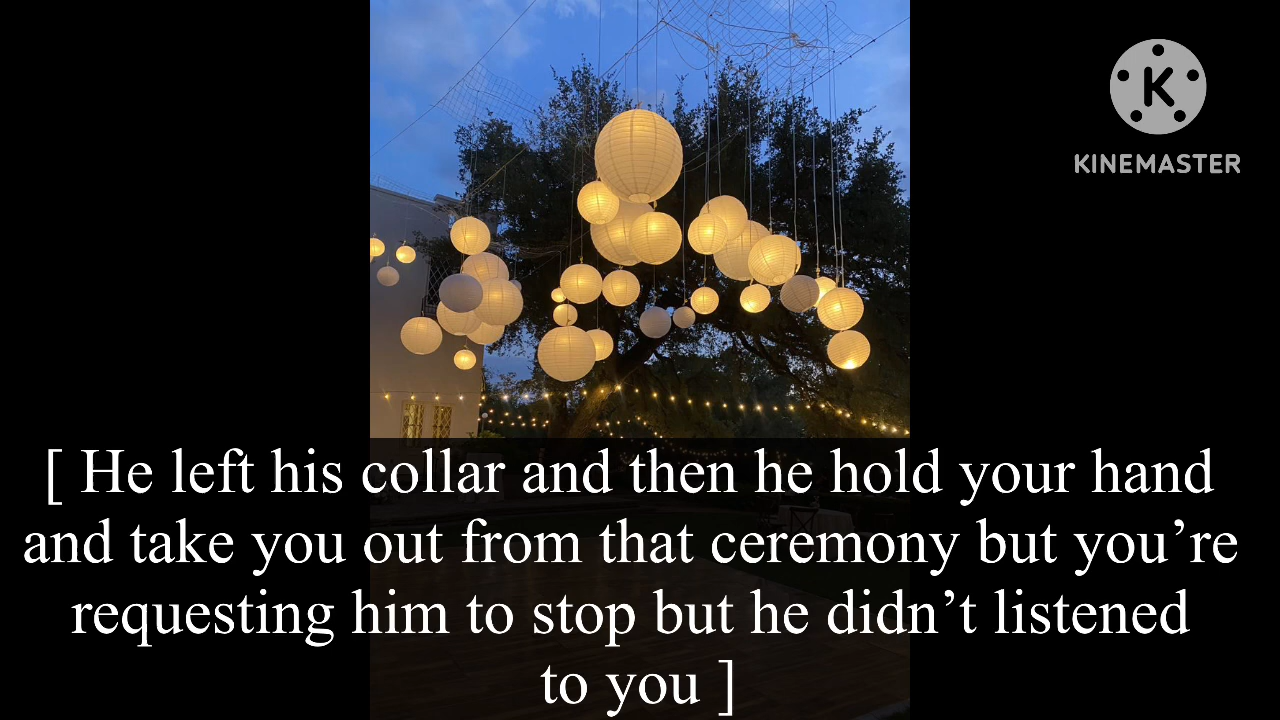 K
KINEMASTER
[ He left his collar and then he hold your hand
and take you out from that ceremony but you’re
requesting him to stop but he didn’t listened
to you ]